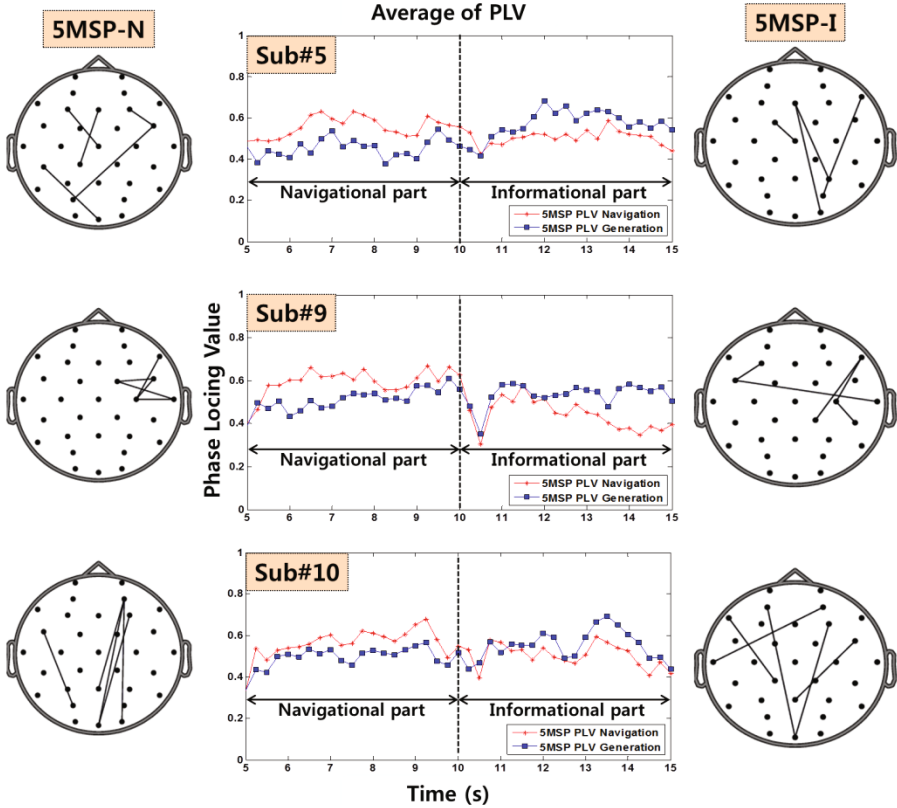 Average of PLV
5MSP-N
5MSP-I
Sub#5
1
0.8
0.6
0.4
0.2
0
Navigational part
Informational part
5MSP PLV Navigation
5MSP PLV Generation
5 6 7 8 9 10 11 12 13 14 15
Phase Locing Value
Sub#9
1
0.8
0.6
0.4
0.2
0
Navigational part
Informational part
5MSP PLV Navigation
5MSP PLV Generation
5 6 7 8 9 10 11 12 13 14 15
Sub#10
1
0.8
0.6
0.4
0.2
0
Navigational part
Informational part
5MSP PLV Navigation
5MSP PLV Generation
5 6 7 8 9 10 11 12 13 14 15
Time (s)